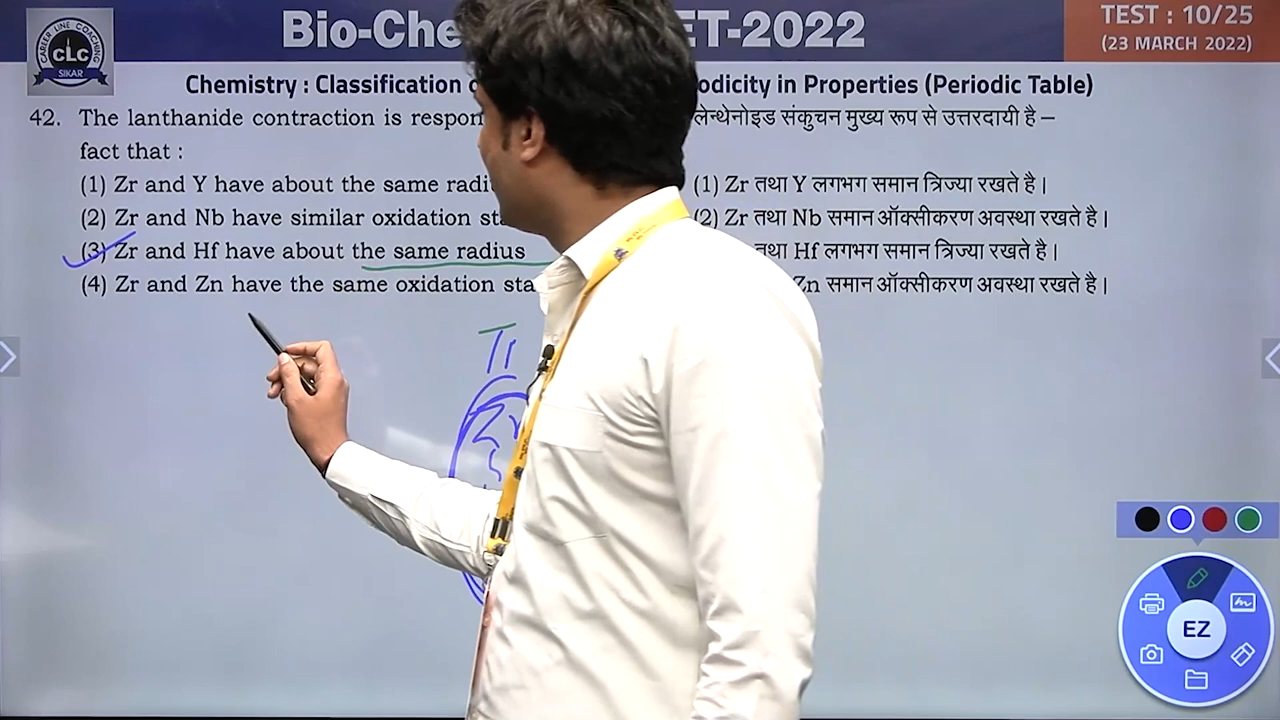 CAREER LINE COACHING
CLC
SIKAR
Bio-Che ET-2022
TEST : 10/25
(23 MARCH 2022)
Chemistry : Classification odicity in Properties (Periodic Table)
42. The lanthanide contraction is respon
fact that :
(1) Zr and Y have about the same radi
(2) Zr and Nb have similar oxidation st
(3) Zr and Hf have about the same radius
(4) Zr and Zn have the same oxidation sta
लेन्थेनोइड संकुचन मुख्य रूप से उत्तरदायी है –
(1) Zr तथा Y लगभग समान त्रिज्या रखते है।
(2) Zr तथा Nb समान ऑक्सीकरण अवस्था रखते है।
तथा Hf लगभग समान त्रिज्या रखते है।
Zn समान ऑक्सीकरण अवस्था रखते है।
Ti
Zr
EZ